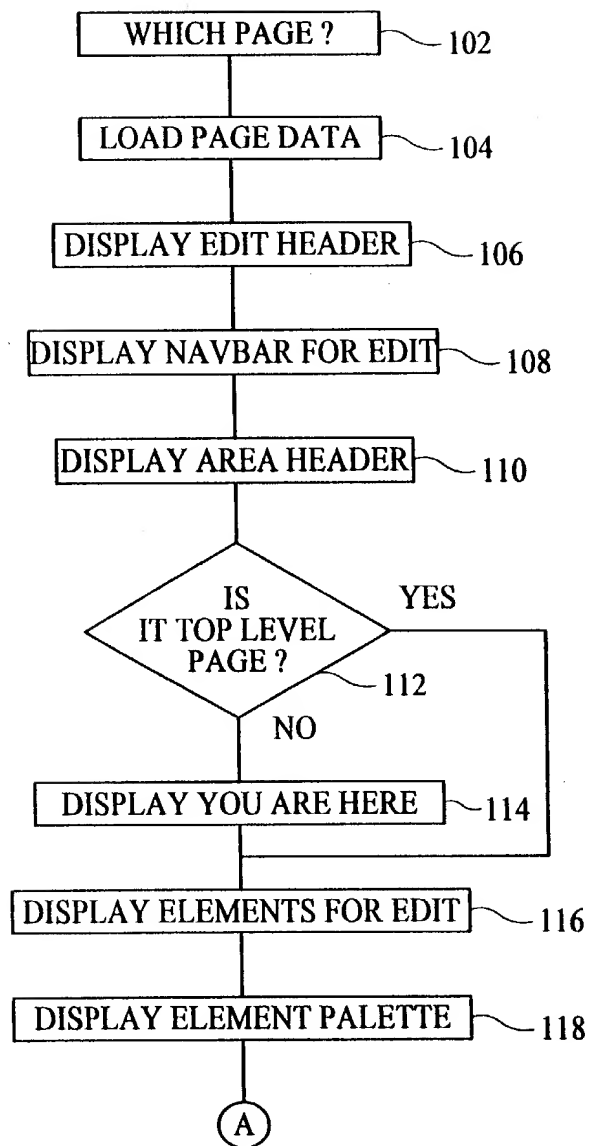 WHICH PAGE ?
102
LOAD PAGE DATA
104
DISPLAY EDIT HEADER
106
DISPLAY NAVBAR FOR EDIT
108
DISPLAY AREA HEADER
110
IS
IT TOP LEVEL
PAGE ?
YES
112
NO
DISPLAY YOU ARE HERE
114
DISPLAY ELEMENTS FOR EDIT
116
DISPLAY ELEMENT PALETTE
118
A